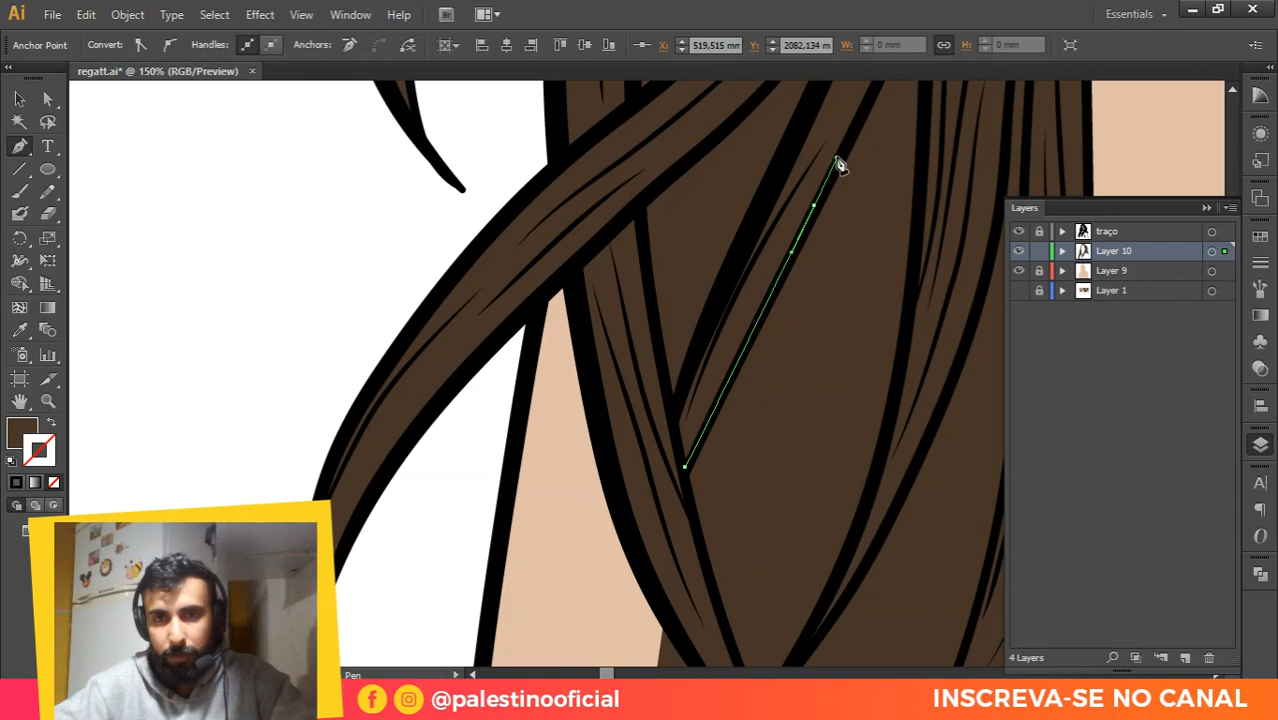 Ai File Edit Object Type Select Effect View Window Help Br Essentials
Anchor Point Convert: Handles: Anchors: X: 519,515 mm Y: 2082,134 m W: 0 mm H: 0 mm
regatt.ai* @ 150% (RGB/Preview) ×
Layers
traço
Layer 10
Layer 9
Layer 1
4 Layers
Pen
@palestinooficial
INSCREVA-SE NO CANAL